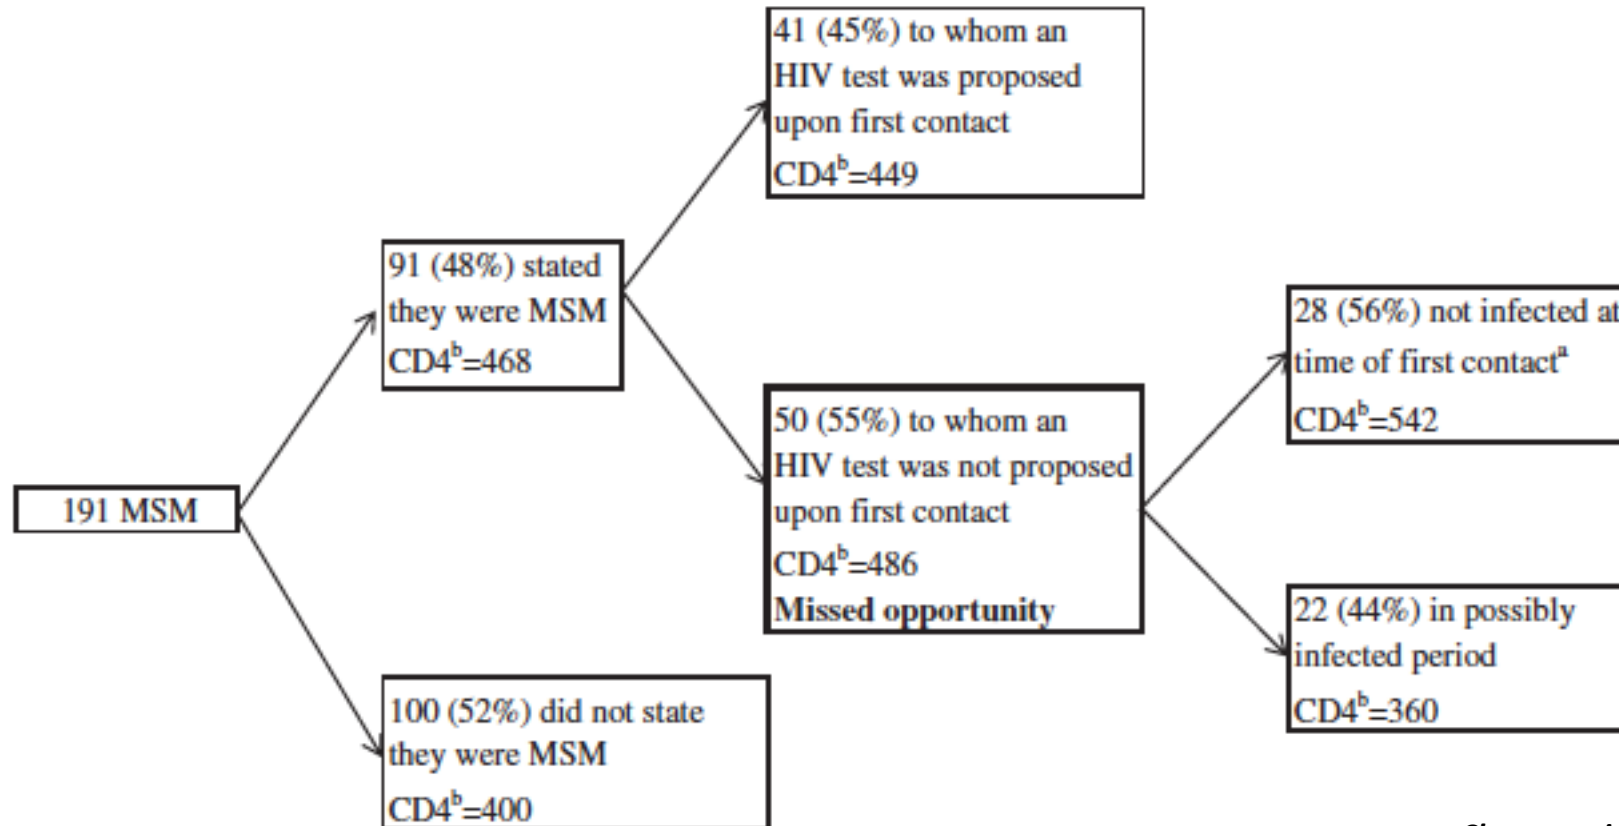 41 (45%) to whom an
HIV test was proposed
upon first contact
CD4ᵇ=449
91 (48%) stated
they were MSM
CD4ᵇ=468
28 (56%) not infected at
time of first contactᵃ
CD4ᵇ=542
50 (55%) to whom an
HIV test was not proposed
upon first contact
CD4ᵇ=486
Missed opportunity
191 MSM
22 (44%) in possibly
infected period
CD4ᵇ=360
100 (52%) did not state
they were MSM
CD4ᵇ=400